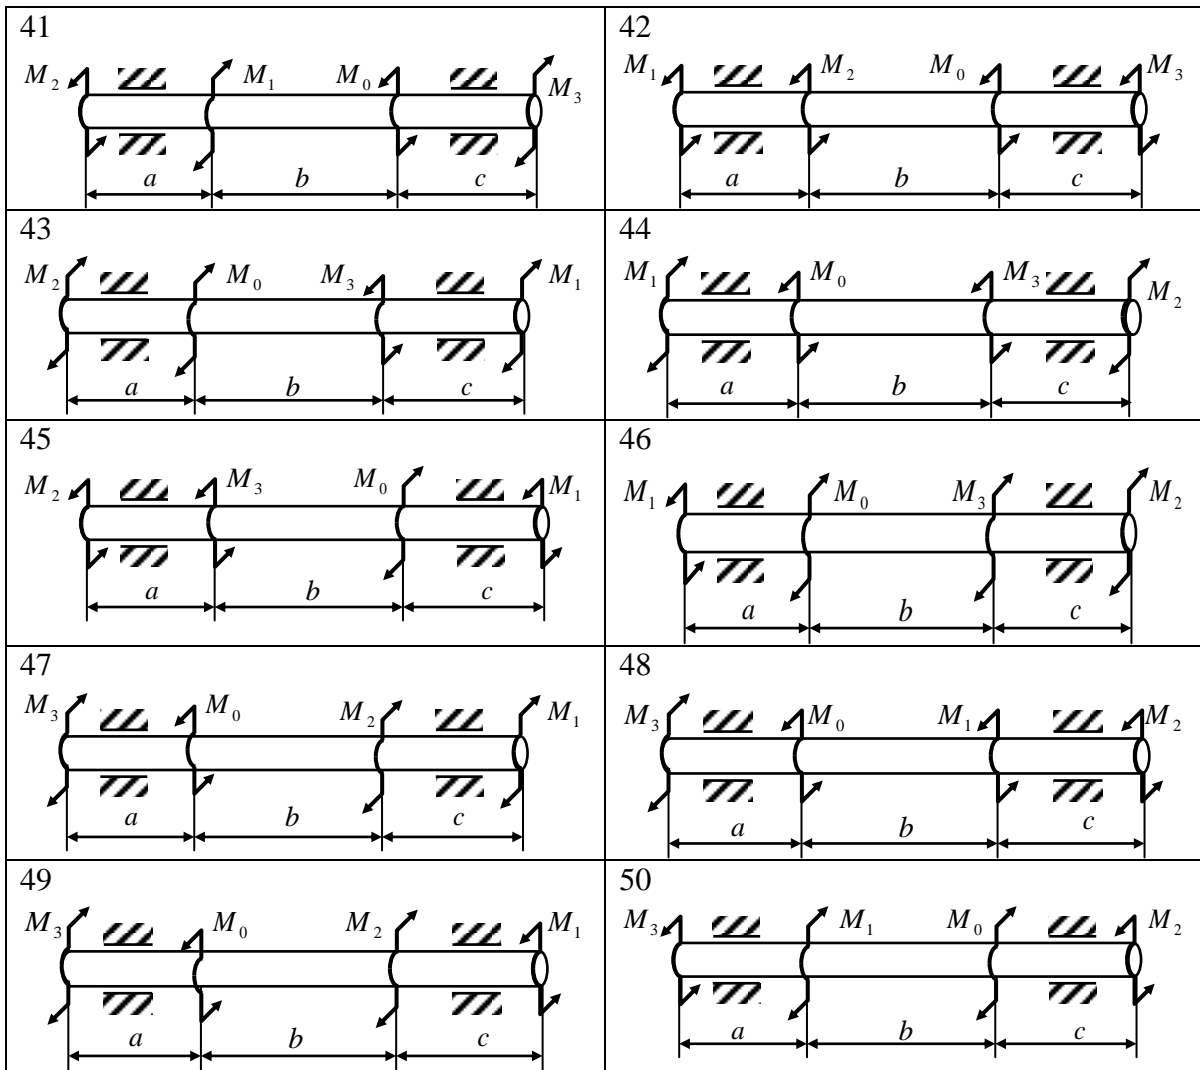 41
M₂ M₁ M₀ M₃
a b c
42
M₁ M₂ M₀ M₃
a b c
43
M₂ M₀ M₃ M₁
a b c
44
M₁ M₀ M₃ M₂
a b c
45
M₂ M₃ M₀ M₁
a b c
46
M₁ M₀ M₃ M₂
a b c
47
M₃ M₀ M₂ M₁
a b c
48
M₃ M₀ M₁ M₂
a b c
49
M₃ M₀ M₂ M₁
a b c
50
M₃ M₁ M₀ M₂
a b c